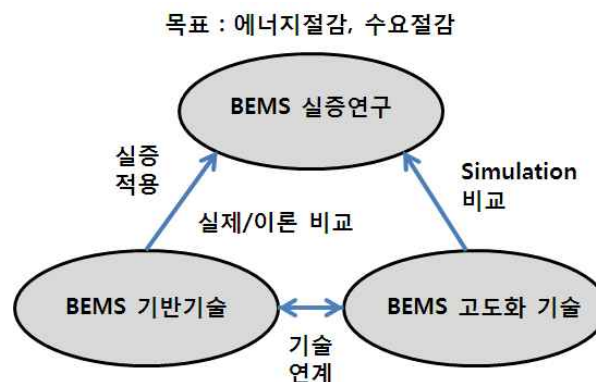 목표 : 에너지절감, 수요절감
BEMS 실증연구
실증
적용
Simulation
비교
실제/이론 비교
BEMS 기반기술
BEMS 고도화 기술
기술
연계